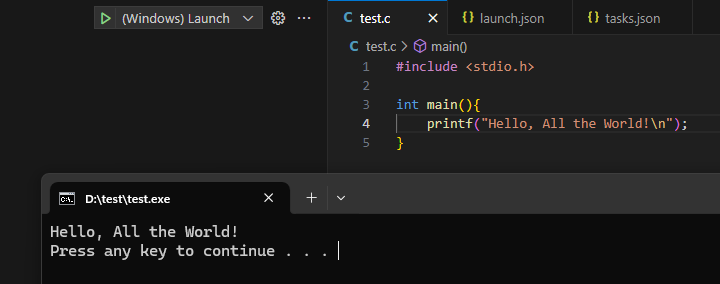 (Windows) Launch
C test.c
{} launch.json
{} tasks.json
C test.c > main()
1 #include <stdio.h>
2
3 int main(){
4 printf("Hello, All the World!\n");
5 }
D:\test\test.exe
Hello, All the World!
Press any key to continue . . .